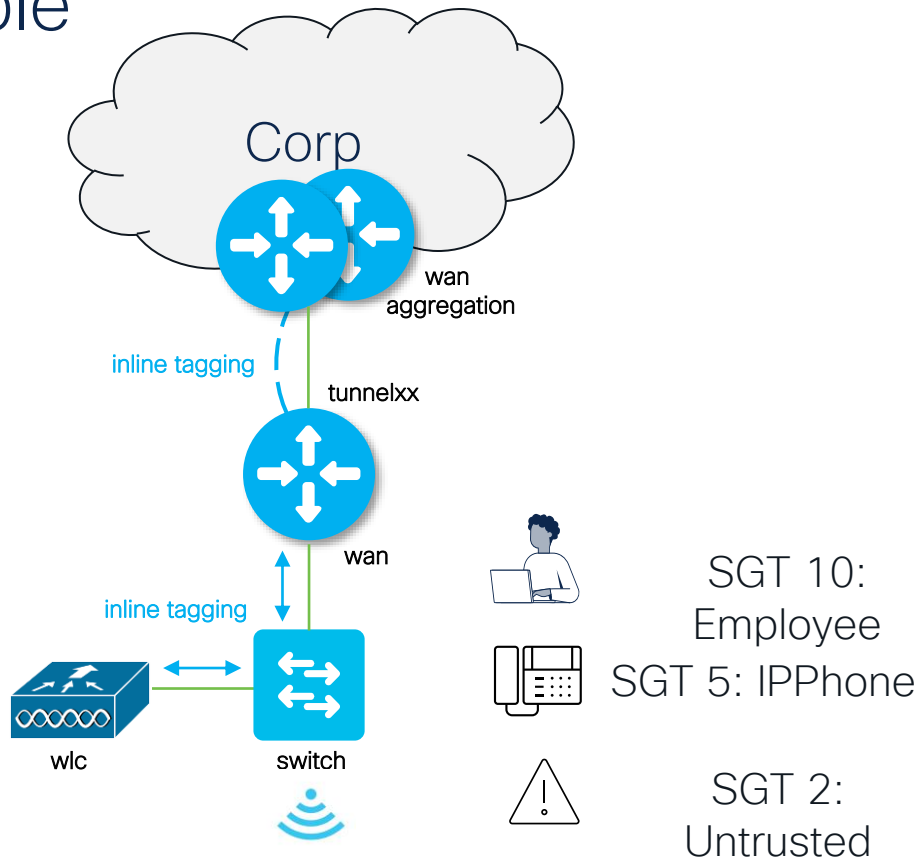 Corp
wan
aggregation
inline tagging
tunnelxx
wan
inline tagging
wlc
switch
SGT 10:
Employee
SGT 5: IPPhone
SGT 2:
Untrusted